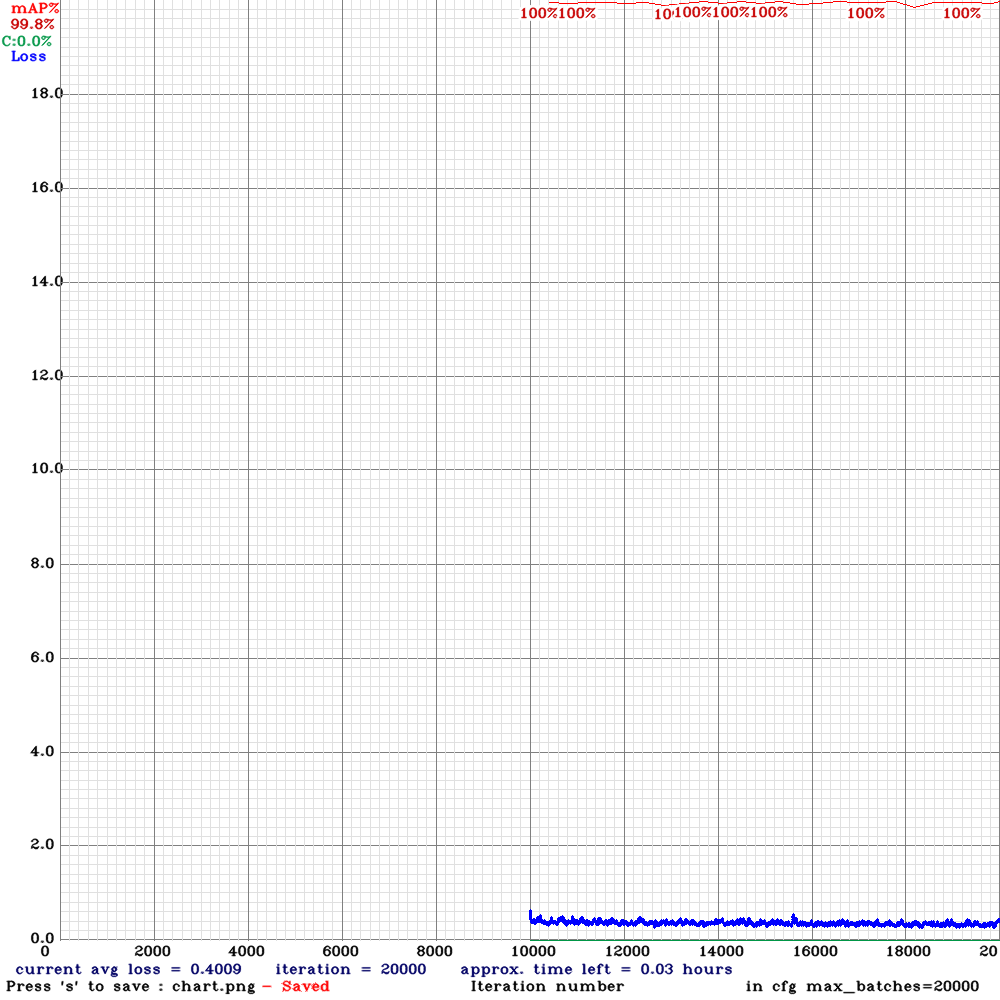 mAP%
99.8%
C:0.0%
Loss
100%100% 100%100%100% 100% 100%
18.0
16.0
14.0
12.0
10.0
8.0
6.0
4.0
2.0
0.0
0 2000 4000 6000 8000 10000 12000 14000 16000 18000 20
current avg loss = 0.4009 iteration = 20000 approx. time left = 0.03 hours
Press 's' to save : chart.png - Saved Iteration number in cfg max_batches=20000